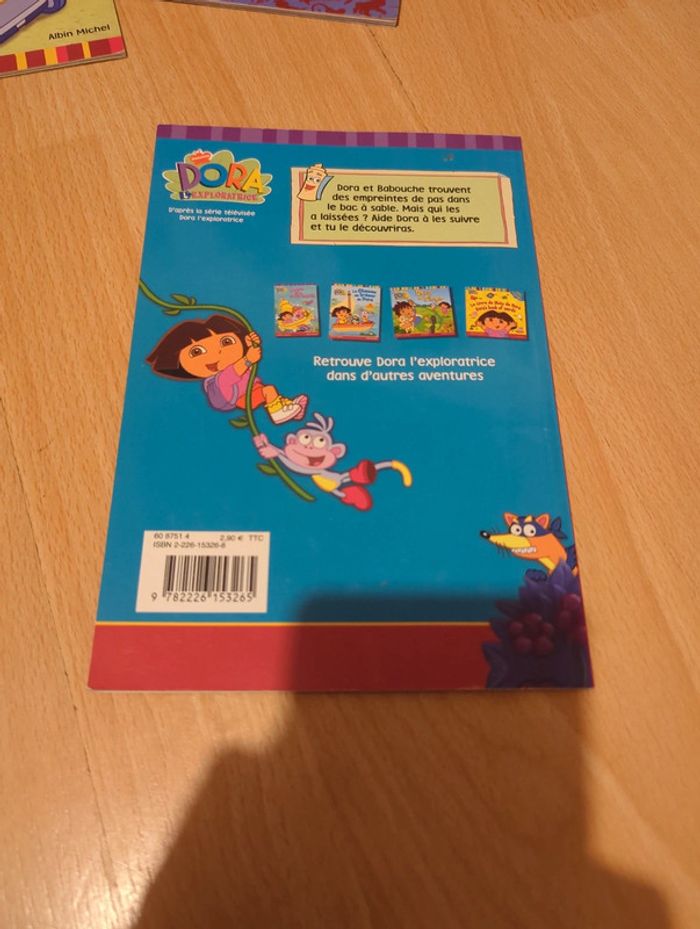 Albin Michel
DORA
L'EXPLORATRICE
D'après la série télévisée
Dora l'exploratrice
Dora et Babouche trouvent
des empreintes de pas dans
le bac à sable. Mais qui les
a laissées ? Aide Dora à les suivre
et tu le découvriras.
Retrouve Dora l'exploratrice
dans d'autres aventures
60 8751 4 2,90 € TTC
ISBN 2-226-15326-6
9 782226 153265